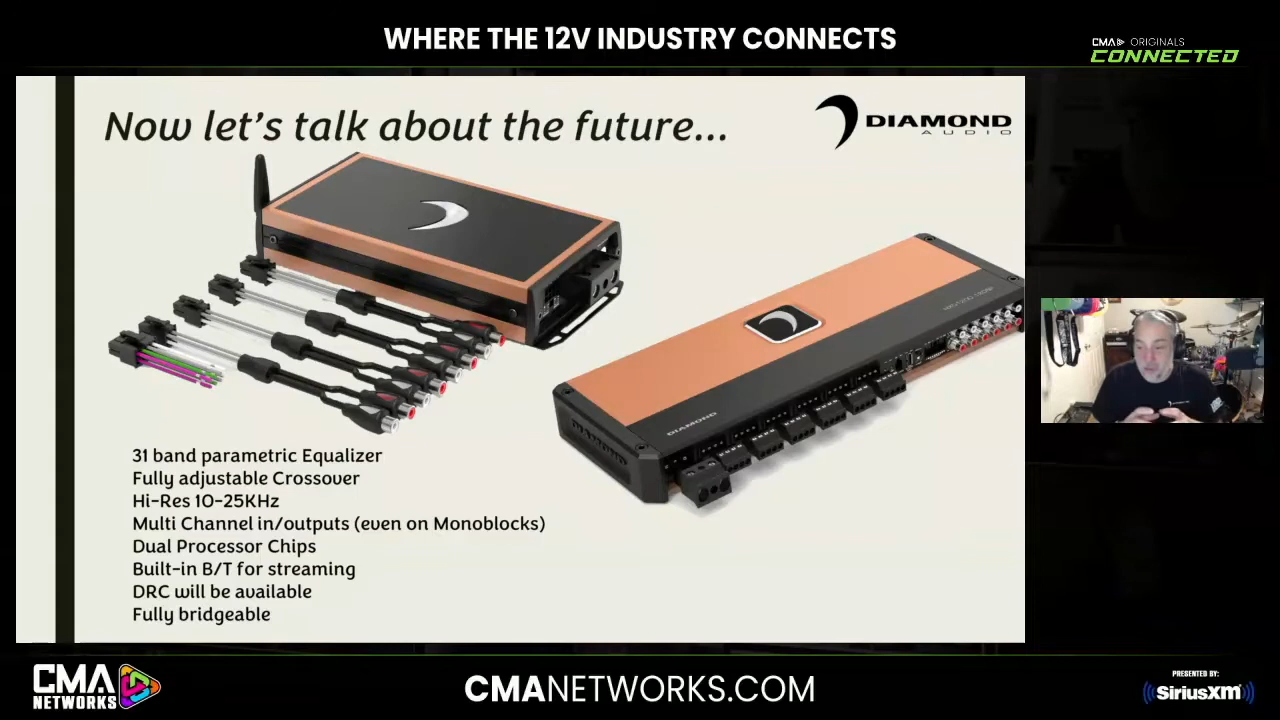 WHERE THE 12V INDUSTRY CONNECTS
CMA ORIGINALS
CONNECTED
Now let's talk about the future...
DIAMOND
AUDIO
DIAMOND
DIAMOND
31 band parametric Equalizer
Fully adjustable Crossover
Hi-Res 10-25KHz
Multi Channel in/outputs (even on Monoblocks)
Dual Processor Chips
Built-in B/T for streaming
DRC will be available
Fully bridgeable
CMA
NETWORKS
CMANETWORKS.COM
PRESENTED BY:
SiriusXM